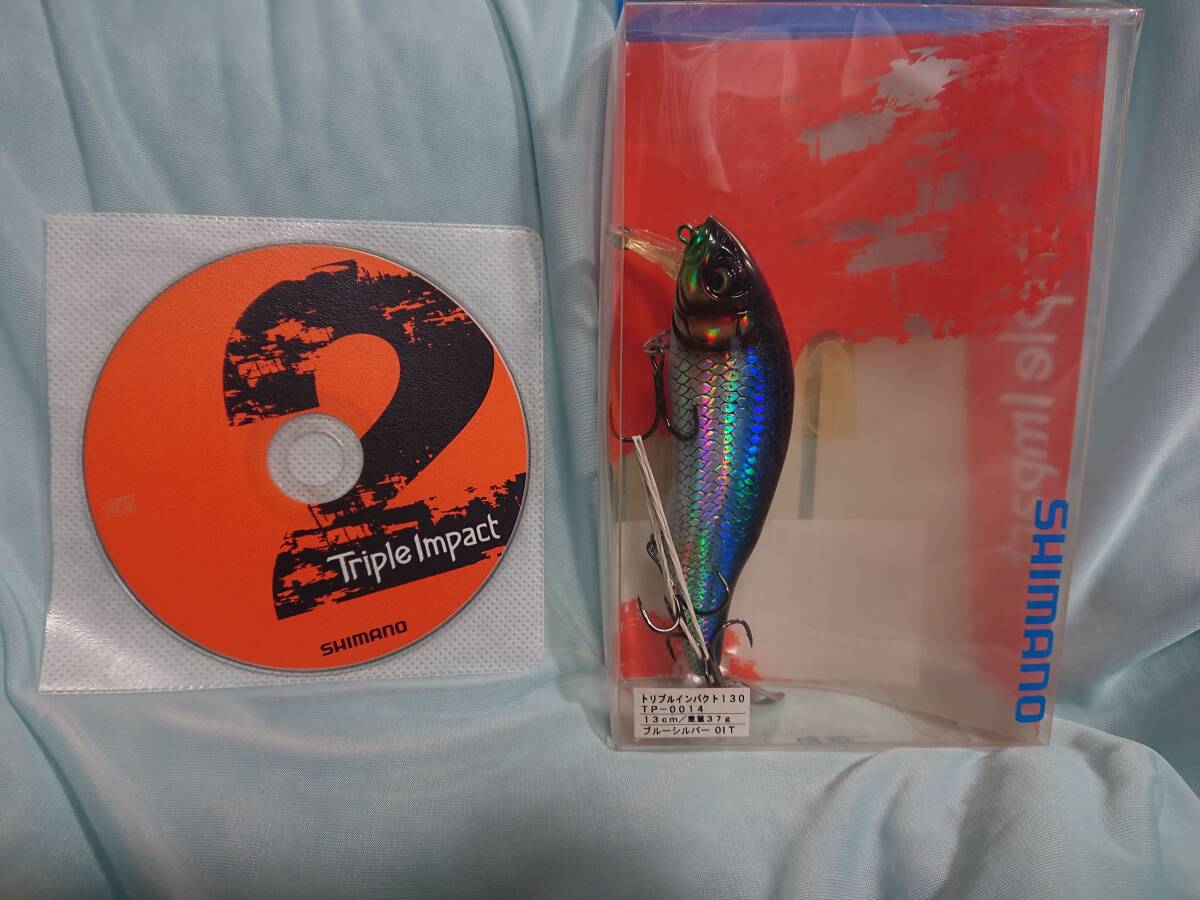 2
Triple Impact
SHIMANO
SHIMANO
トリプルインパクト130
TP-0014
13cm/重量37g
ブルーシルバー 01T